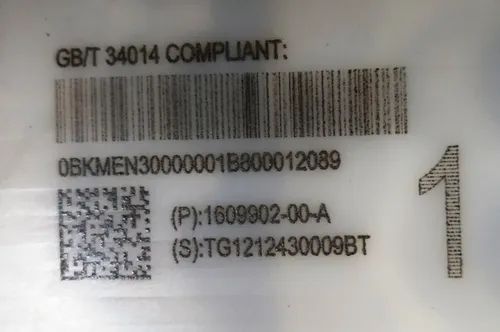 GB/T 34014 COMPLIANT:
0BKMEN30000001B800012089
(P):1609902-00-A
(S):TG1212430009BT
1